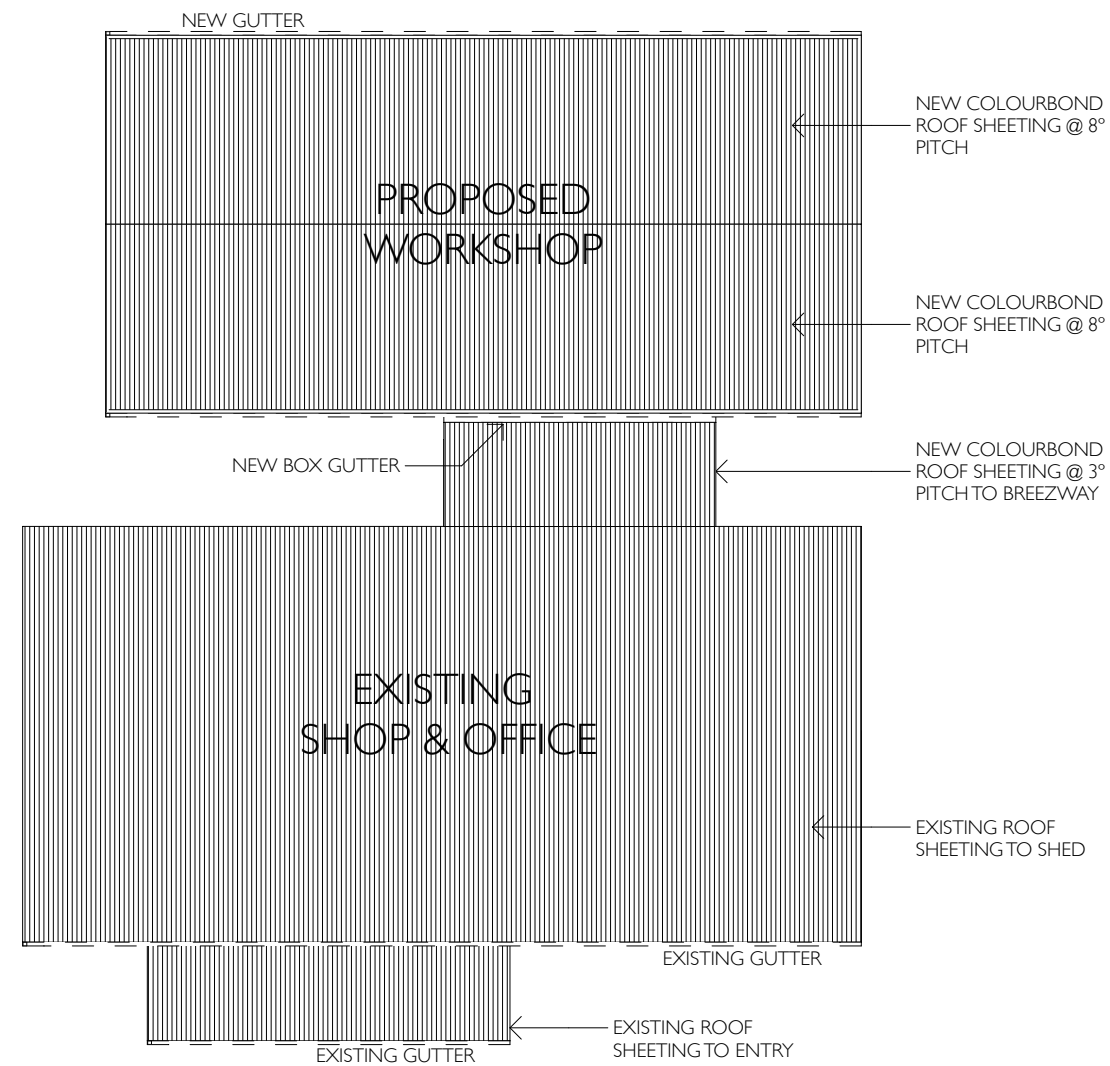 NEW GUTTER
NEW COLOURBOND
ROOF SHEETING @ 8°
PITCH
PROPOSED
WORKSHOP
NEW COLOURBOND
ROOF SHEETING @ 8°
PITCH
NEW BOX GUTTER
NEW COLOURBOND
ROOF SHEETING @ 3°
PITCH TO BREEZWAY
EXISTING
SHOP & OFFICE
EXISTING ROOF
SHEETING TO SHED
EXISTING GUTTER
EXISTING ROOF
SHEETING TO ENTRY
EXISTING GUTTER